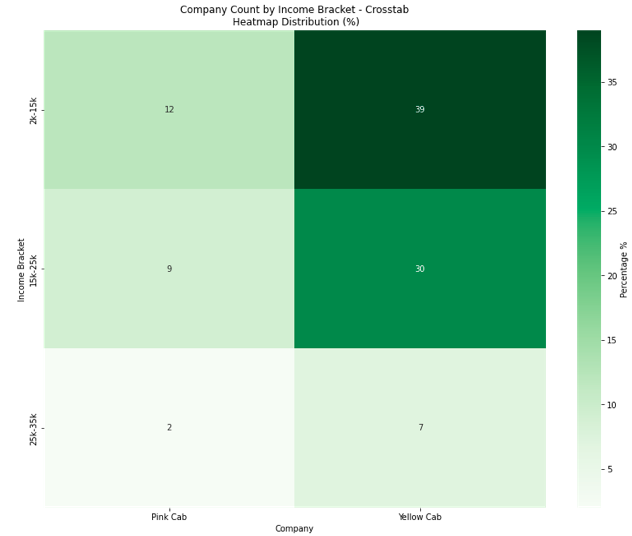 Company Count by Income Bracket - Crosstab
Heatmap Distribution (%)
2k-15k
12
39
35
30
25
20
15
10
5
Percentage %
Income Bracket
15k-25k
9
30
25k-35k
2
7
Pink Cab
Yellow Cab
Company